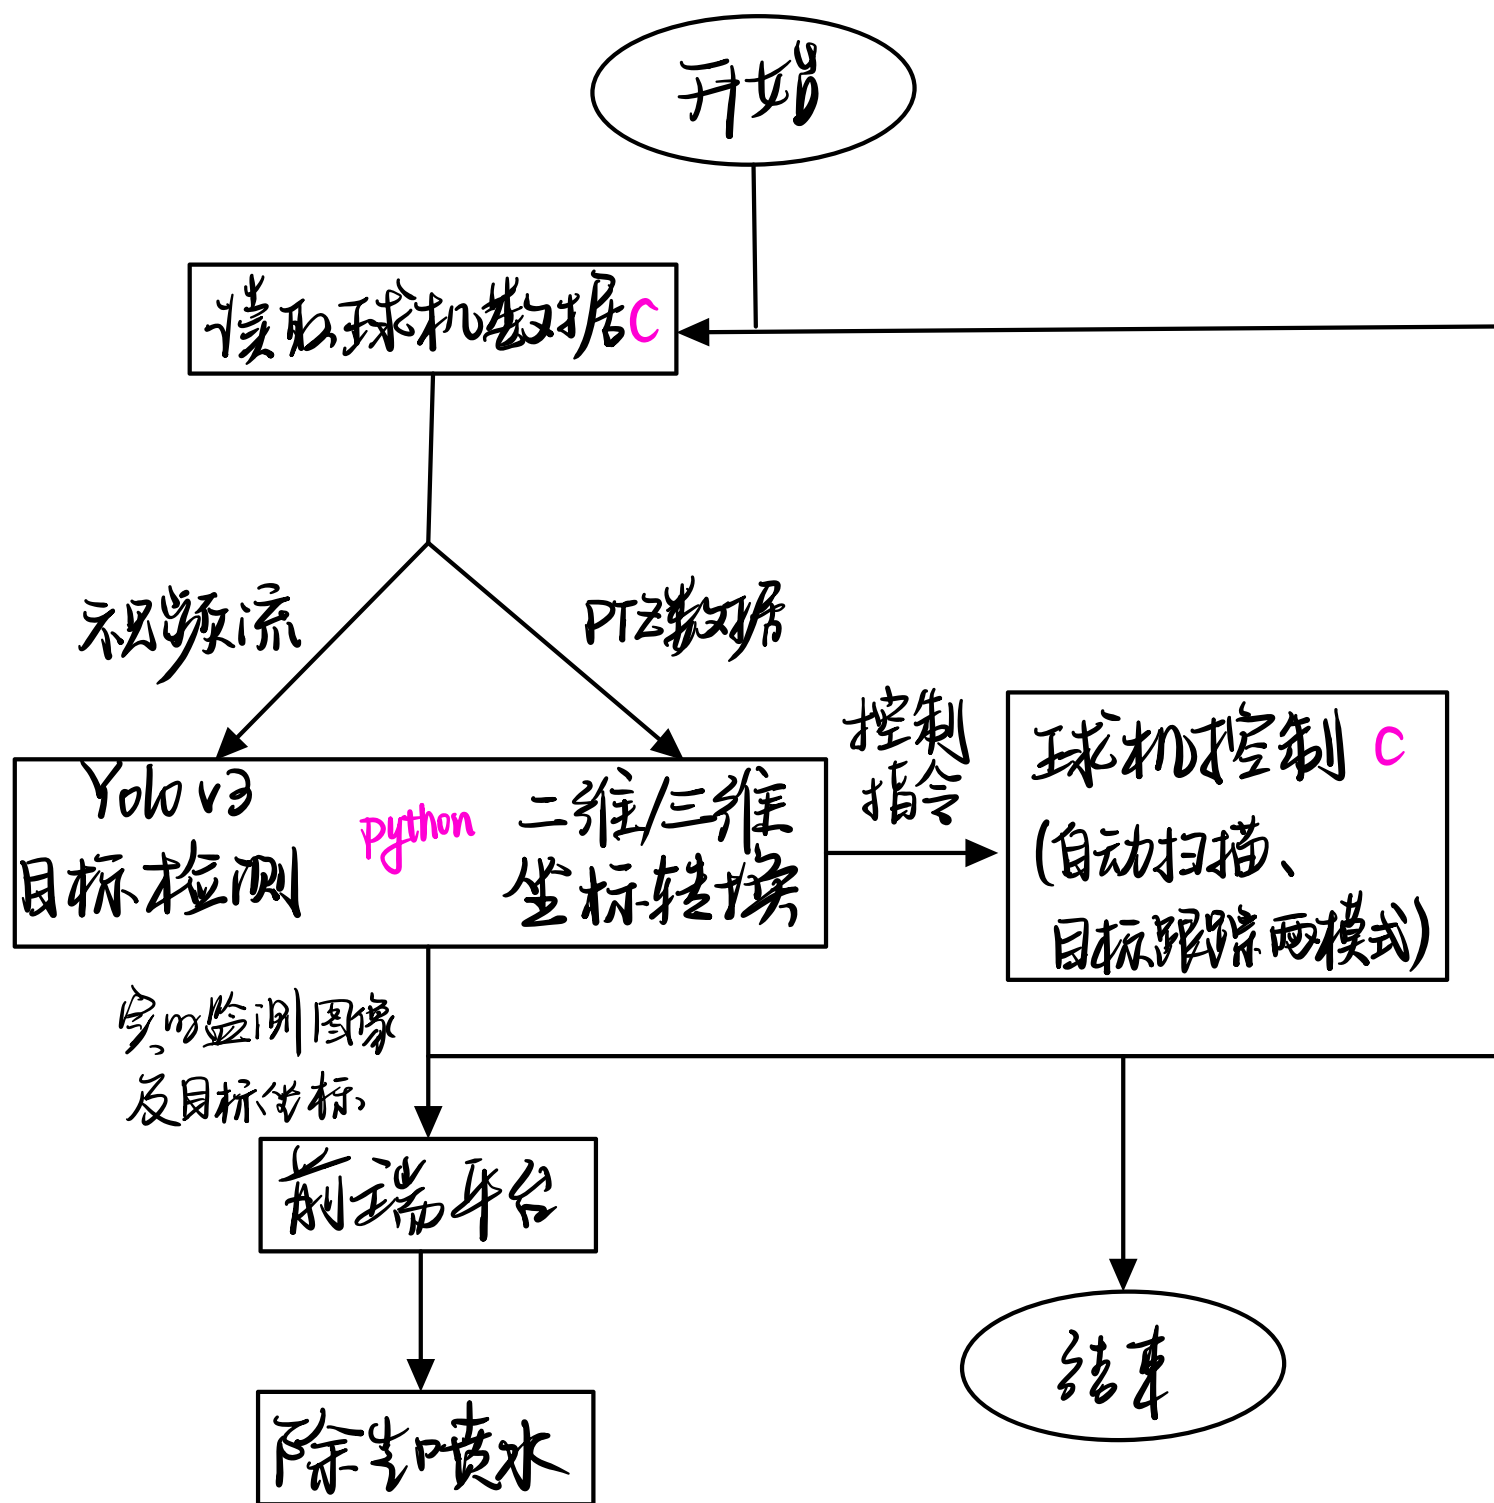 开始
读取球机数据C
视频流
PTZ数据
控制
指令
Yolo v3
目标检测
python
二维/三维
坐标转换
球机控制 C
(自动扫描、
目标跟踪两模式)
实时监测图像
及目标坐标
前端平台
结束
除尘喷水